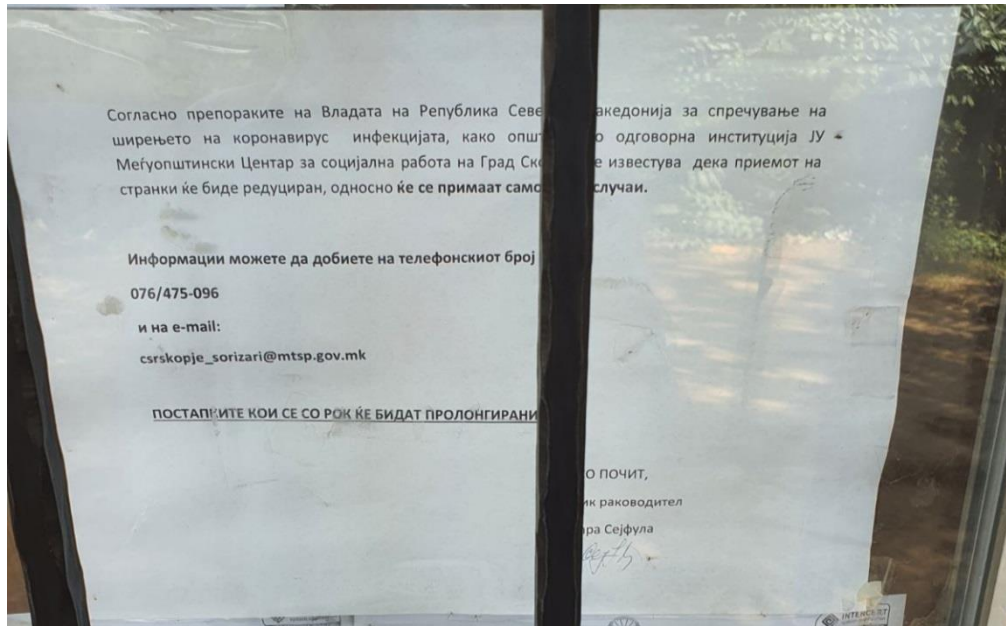 Согласно препораките на Владата на Република Севе акедонија за спречување на
ширењето на коронавирус инфекцијата, како опш о одговорна институција ЈУ
Меѓуопштински Центар за социјална работа на Град Ск е известува дека приемот на
странки ќе биде редуциран, односно ќе се примаат само случаи.
Информации можете да добиете на телефонскиот број
076/475-096
и на e-mail:
csrskopje_sorizari@mtsp.gov.mk
ПОСТАПКИТЕ КОИ СЕ СО РОК ЌЕ БИДАТ ПРОЛОНГИРАНИ
О ПОЧИТ,
ик раководител
ра Сејфула
INTERCERT